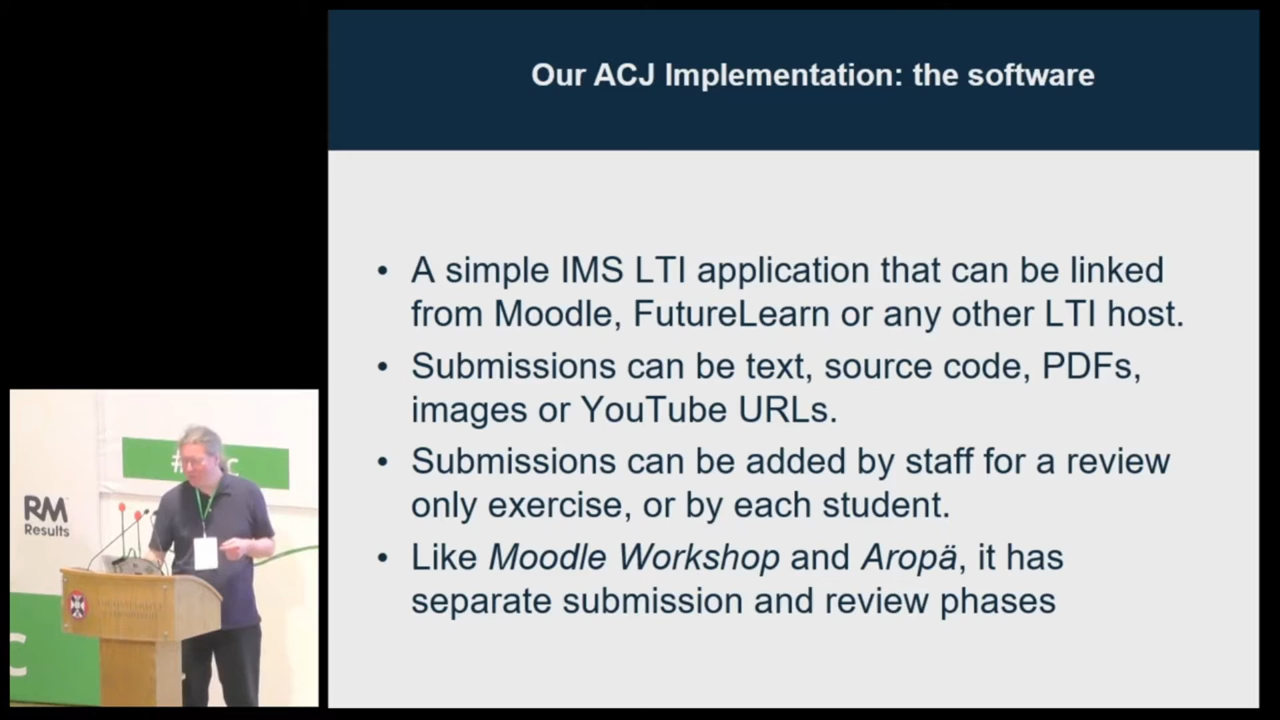 Our ACJ Implementation: the software
• A simple IMS LTI application that can be linked
from Moodle, FutureLearn or any other LTI host.
• Submissions can be text, source code, PDFs,
images or YouTube URLs.
• Submissions can be added by staff for a review
only exercise, or by each student.
• Like Moodle Workshop and Aropä, it has
separate submission and review phases
RM
Results